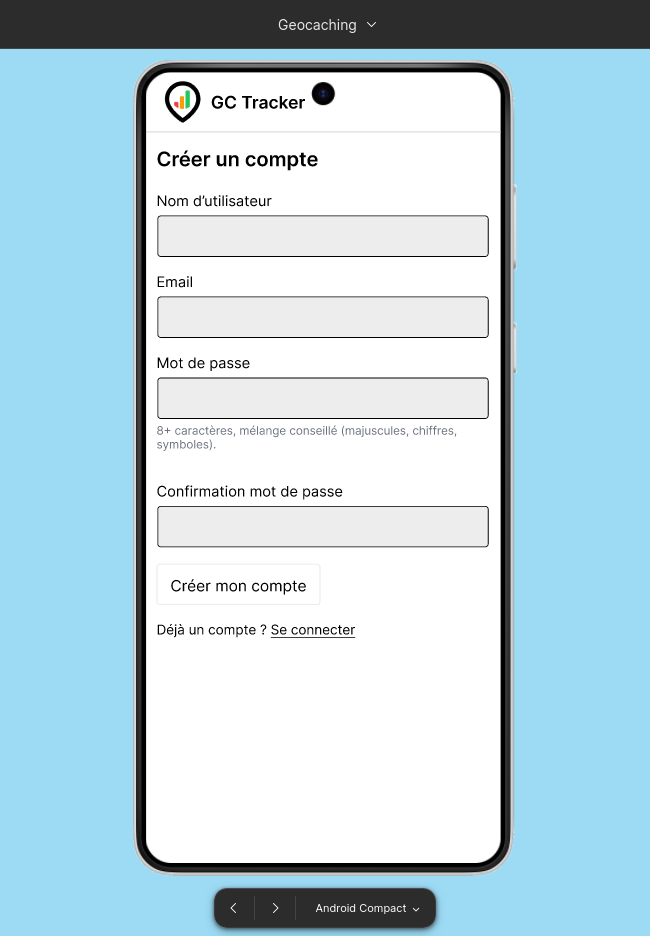 Geocaching
GC Tracker
Créer un compte
Nom d’utilisateur
Email
Mot de passe
8+ caractères, mélange conseillé (majuscules, chiffres,
symboles).
Confirmation mot de passe
Créer mon compte
Déjà un compte ? Se connecter
Android Compact